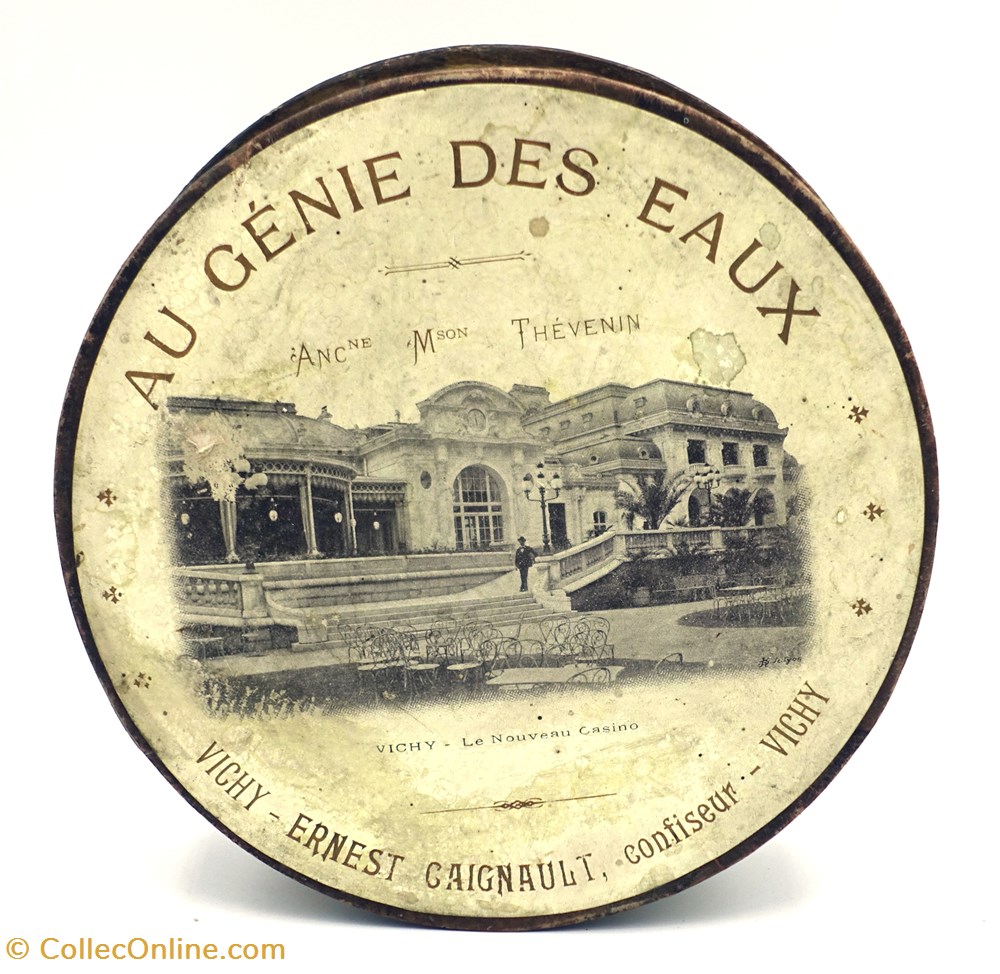 AU GÉNIE DES EAUX
ANCNE MSON THÉVENIN
VICHY - Le Nouveau Casino
VICHY - ERNEST CAIGNAULT, confiseur - VICHY
© CollecOnline.com